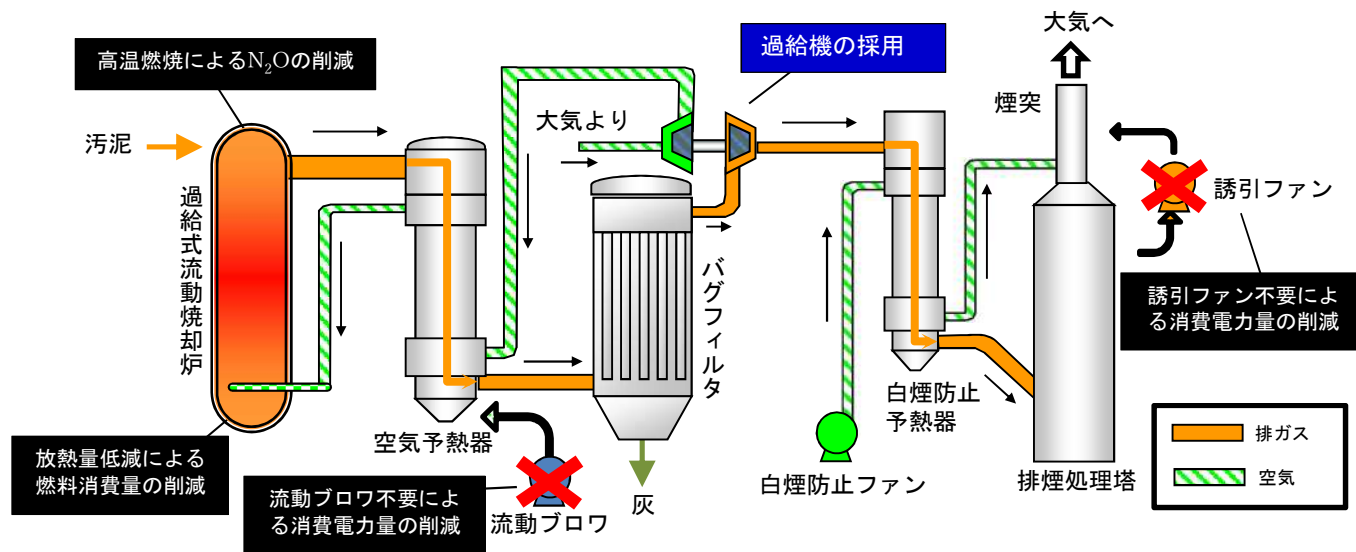 高温燃焼によるN₂Oの削減
汚泥
過給式流動焼却炉
放熱量低減による
燃料消費量の削減
空気予熱器
流動ブロワ不要によ
る消費電力量の削減
流動ブロワ
大気より
過給機の採用
バグフィルタ
灰
白煙防止
予熱器
白煙防止ファン
大気へ
煙突
誘引ファン
誘引ファン不要によ
る消費電力量の削減
排煙処理塔
排ガス
空気